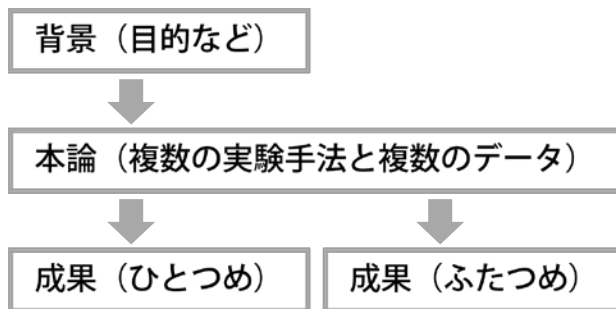 背景（目的など）
本論（複数の実験手法と複数のデータ）
成果（ひとつめ）
成果（ふたつめ）